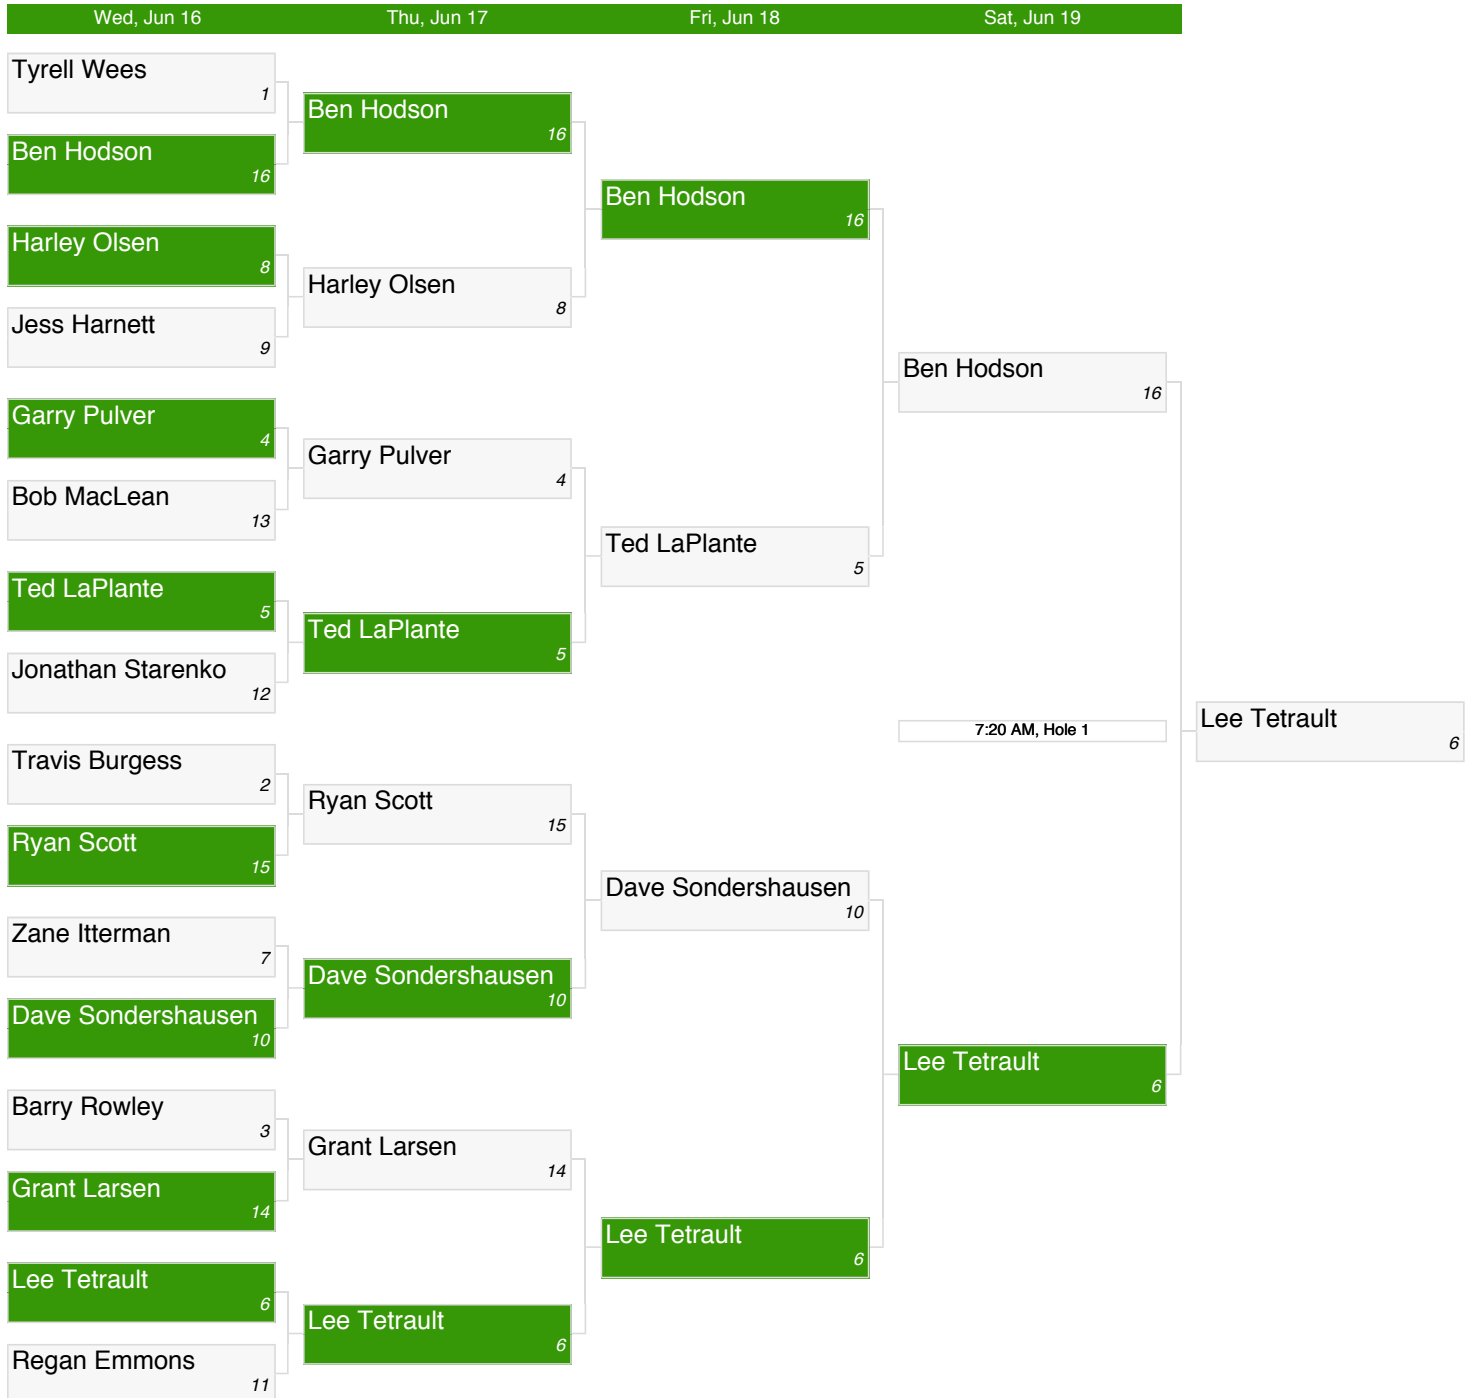 Wed, Jun 16
Thu, Jun 17
Fri, Jun 18
Sat, Jun 19
Tyrell Wees
1
Ben Hodson
16
Harley Olsen
8
Jess Harnett
9
Garry Pulver
4
Bob MacLean
13
Ted LaPlante
5
Jonathan Starenko
12
Travis Burgess
2
Ryan Scott
15
Zane Itterman
7
Dave Sondershausen
10
Barry Rowley
3
Grant Larsen
14
Lee Tetrault
6
Regan Emmons
11
Ben Hodson
16
Harley Olsen
8
Garry Pulver
4
Ted LaPlante
5
Ryan Scott
15
Dave Sondershausen
10
Grant Larsen
14
Lee Tetrault
6
Ben Hodson
16
Ted LaPlante
5
Dave Sondershausen
10
Lee Tetrault
6
Ben Hodson
16
7:20 AM, Hole 1
Lee Tetrault
6
Lee Tetrault
6